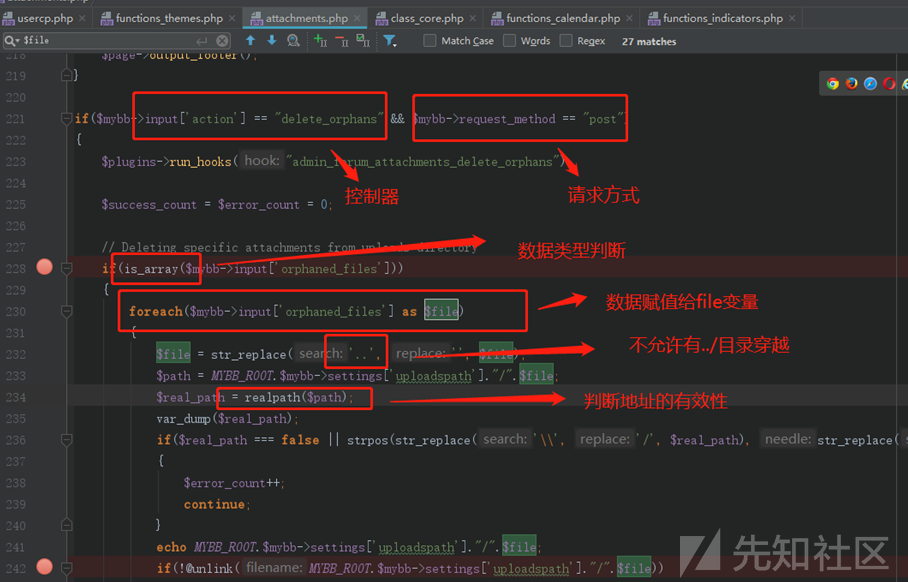 attachments.php
usercp.php × functions_themes.php × attachments.php × class_core.php × functions_calendar.php × functions_indicators.php ×
$file Match Case Words Regex 27 matches
218 $page->output_footer();
219 }
220
221 if($mybb->input['action'] == "delete_orphans" && $mybb->request_method == "post")
222 {
223 $plugins->run_hooks( hook: "admin_forum_attachments_delete_orphans")
控制器
请求方式
224
225 $success_count = $error_count = 0;
226
227 // Deleting specific attachments from uploads directory
数据类型判断
228 if(is_array($mybb->input['orphaned_files']))
229 {
数据赋值给file变量
230 foreach($mybb->input['orphaned_files'] as $file)
231 {
不允许有../目录穿越
232 $file = str_replace( search: '..', replace: '', $file);
233 $path = MYBB_ROOT.$mybb->settings['uploadspath']."/".$file;
234 $real_path = realpath($path);
判断地址的有效性
235 var_dump($real_path);
236 if($real_path === false || strpos(str_replace( search: '\\', replace: '/', $real_path), needle: str_replace(
237 {
238 $error_count++;
239 continue;
240 }
241 echo MYBB_ROOT.$mybb->settings['uploadspath']."/".$file;
242 if(!@unlink( filename: MYBB_ROOT.$mybb->settings['uploadspath']."/".$file))
先知社区